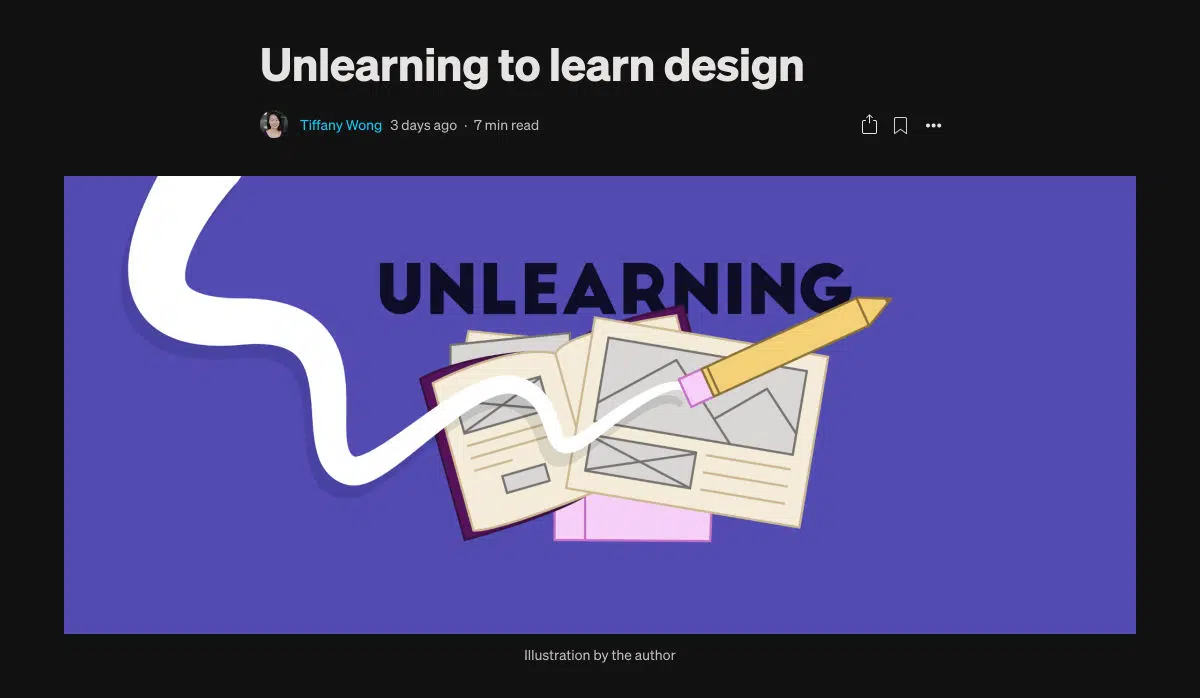 Unlearning to learn design
Tiffany Wong 3 days ago · 7 min read
UNLEARNING
Illustration by the author